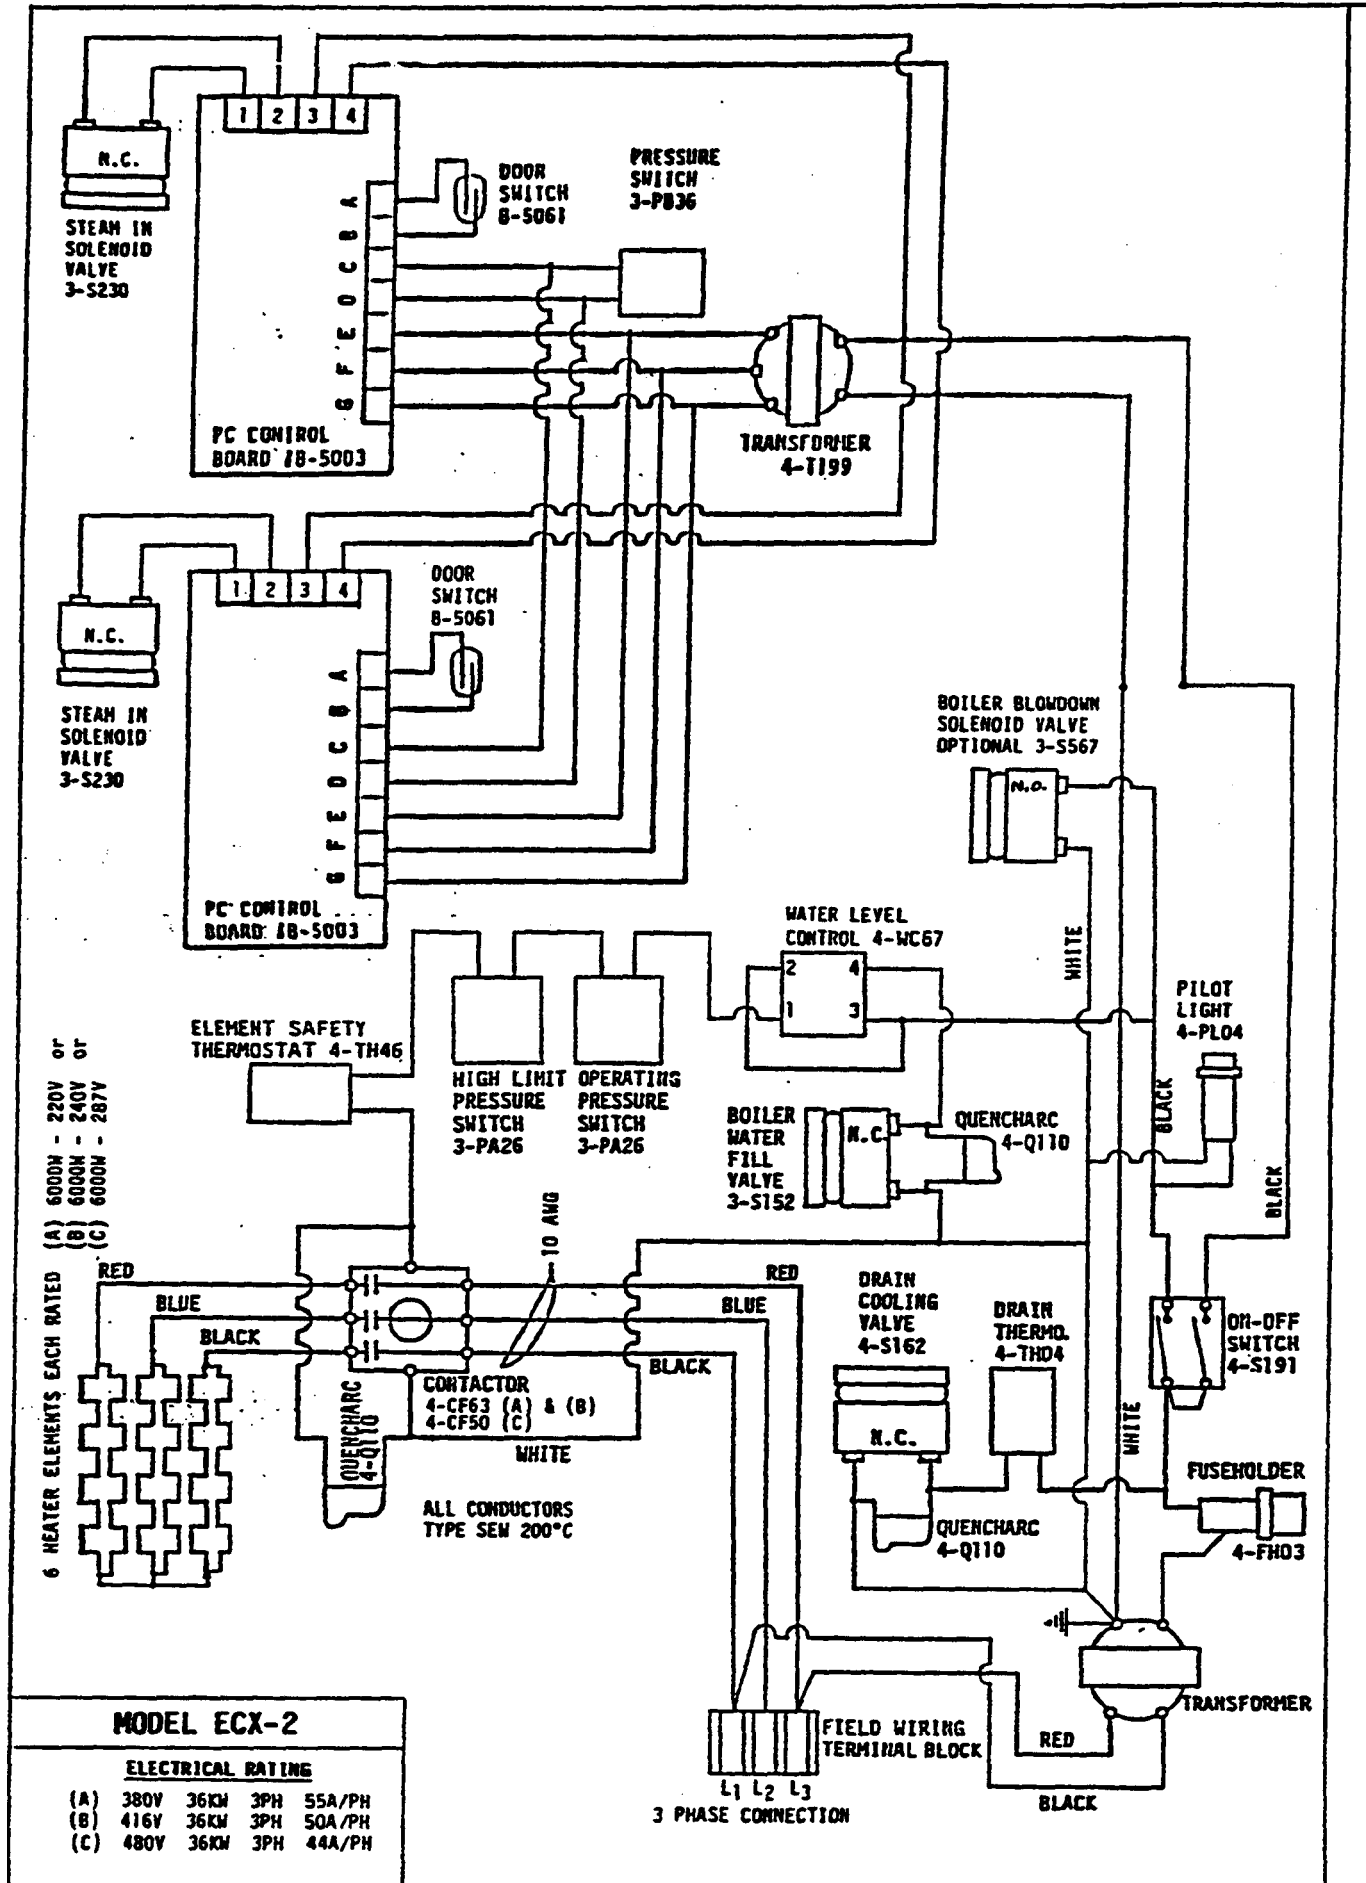 1 2 3 4
N.C.
STEAM IN
SOLENOID
VALVE
3-S230
A
B
C
D
E
F
G
PC CONTROL
BOARD 18-5003
DOOR
SWITCH
8-5061
PRESSURE
SWITCH
3-PB36
TRANSFORMER
4-T199
1 2 3 4
N.C.
STEAM IN
SOLENOID
VALVE
3-S230
DOOR
SWITCH
8-5061
A
B
C
D
E
F
G
PC CONTROL
BOARD 18-5003
BOILER BLOWDOWN
SOLENOID VALVE
OPTIONAL 3-S567
N.O.
WATER LEVEL
CONTROL 4-WC67
2 4
1 3
WHITE
PILOT
LIGHT
4-PL04
ELEMENT SAFETY
THERMOSTAT 4-TH46
HIGH LIMIT
PRESSURE
SWITCH
3-PA26
OPERATING
PRESSURE
SWITCH
3-PA26
BOILER
WATER
FILL
VALVE
3-S152
N.C.
QUENCHARC
4-Q110
BLACK
BLACK
6 HEATER ELEMENTS EACH RATED
(A) 6000W - 220V or
(B) 6000W - 240V or
(C) 6000W - 287V
RED
BLUE
BLACK
10 AWG
RED
BLUE
BLACK
CONTACTOR
4-CF63 (A) & (B)
4-CF50 (C)
QUENCHARC
4-Q110
WHITE
ALL CONDUCTORS
TYPE SEW 200°C
DRAIN
COOLING
VALVE
4-S162
N.C.
DRAIN
THERMO.
4-TH04
ON-OFF
SWITCH
4-S191
WHITE
QUENCHARC
4-Q110
FUSEHOLDER
4-FH03
TRANSFORMER
FIELD WIRING
TERMINAL BLOCK
RED
BLACK
L1 L2 L3
3 PHASE CONNECTION
MODEL ECX-2
ELECTRICAL RATING
(A) 380V 36KW 3PH 55A/PH
(B) 416V 36KW 3PH 50A/PH
(C) 480V 36KW 3PH 44A/PH